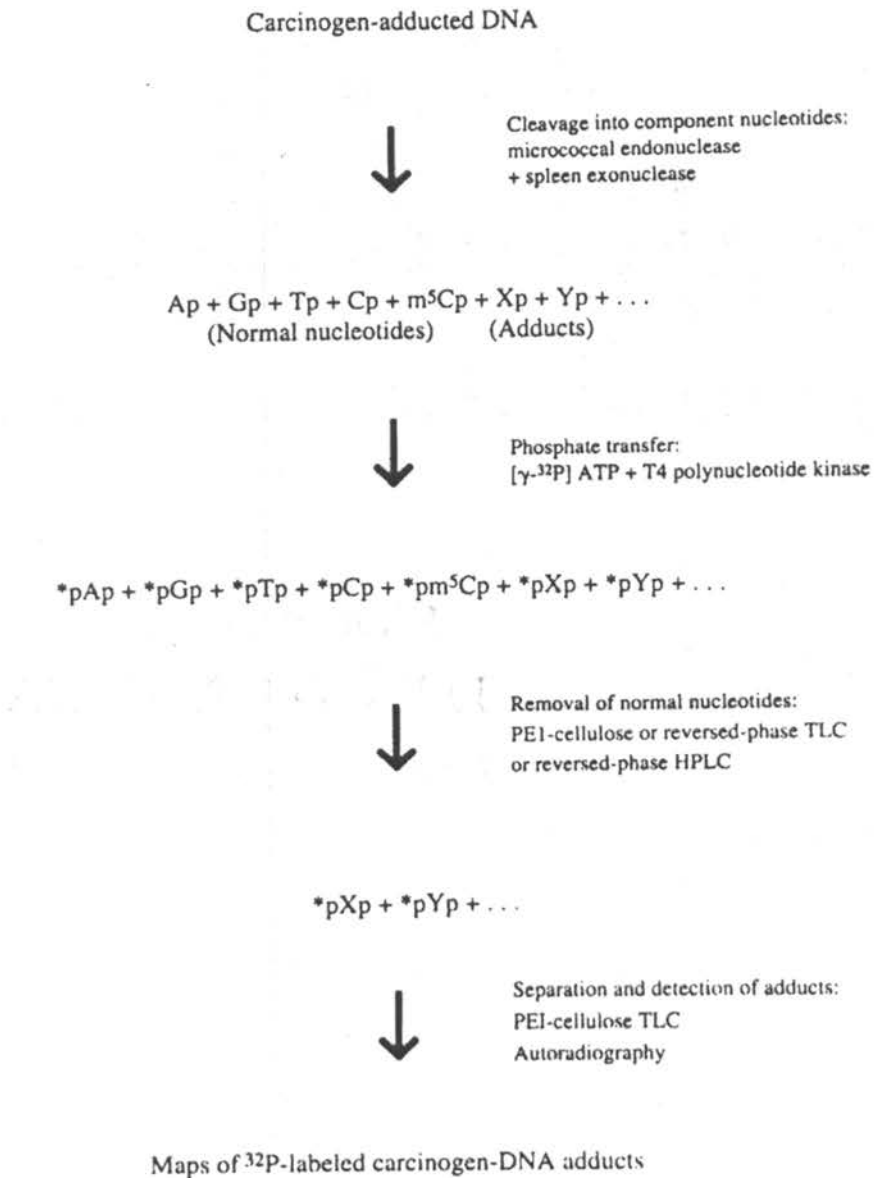 Carcinogen-adducted DNA
Cleavage into component nucleotides:
micrococcal endonuclease
+ spleen exonuclease
Ap + Gp + Tp + Cp + m⁵Cp + Xp + Yp + . . .
(Normal nucleotides) (Adducts)
Phosphate transfer:
[γ-³²P] ATP + T4 polynucleotide kinase
*pAp + *pGp + *pTp + *pCp + *pm⁵Cp + *pXp + *pYp + . . .
Removal of normal nucleotides:
PEI-cellulose or reversed-phase TLC
or reversed-phase HPLC
*pXp + *pYp + . . .
Separation and detection of adducts:
PEI-cellulose TLC
Autoradiography
Maps of ³²P-labeled carcinogen-DNA adducts